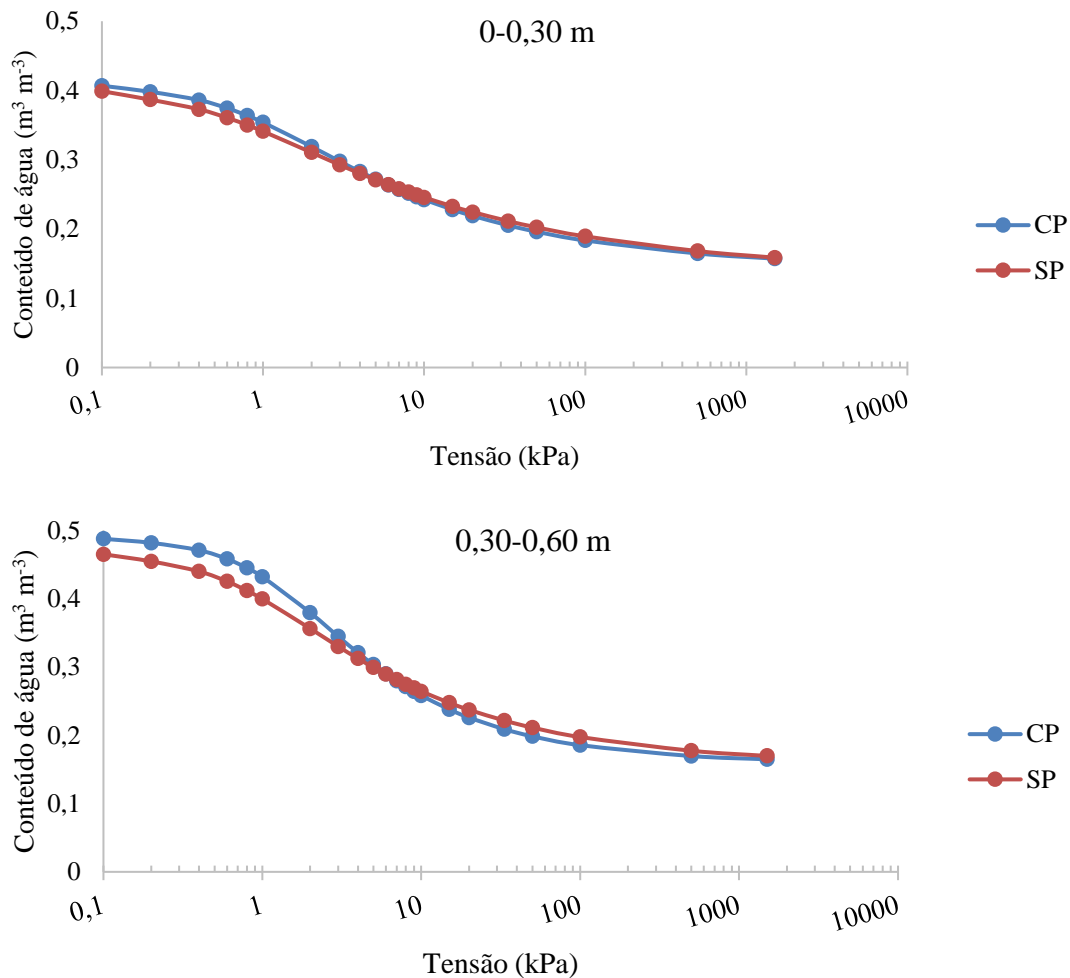 0-0,30 m
Conteúdo de água (m³ m⁻³)
0,5
0,4
0,3
0,2
0,1
0
0,1 1 10 100 1000 10000
Tensão (kPa)
CP
SP
0,30-0,60 m
Conteúdo de água (m³ m⁻³)
0,5
0,4
0,3
0,2
0,1
0
0,1 1 10 100 1000 10000
Tensão (kPa)
CP
SP